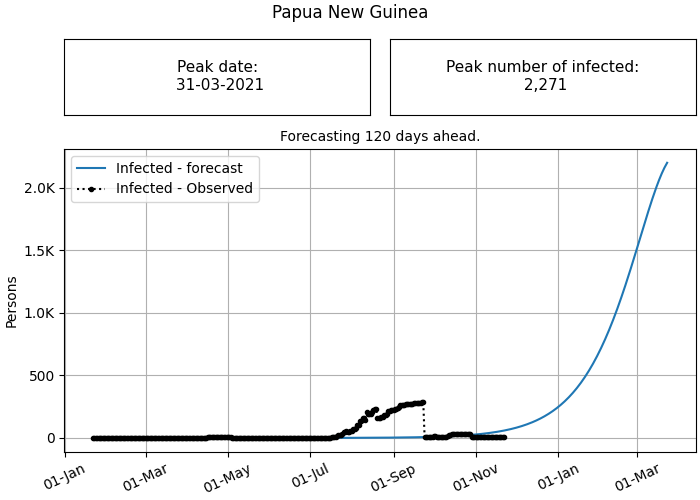 Papua New Guinea
Peak date:
31-03-2021
Peak number of infected:
2,271
Forecasting 120 days ahead.
Infected - forecast
Infected - Observed
Persons
2.0K
1.5K
1.0K
500
0
01-Jan
01-Mar
01-May
01-Jul
01-Sep
01-Nov
01-Jan
01-Mar